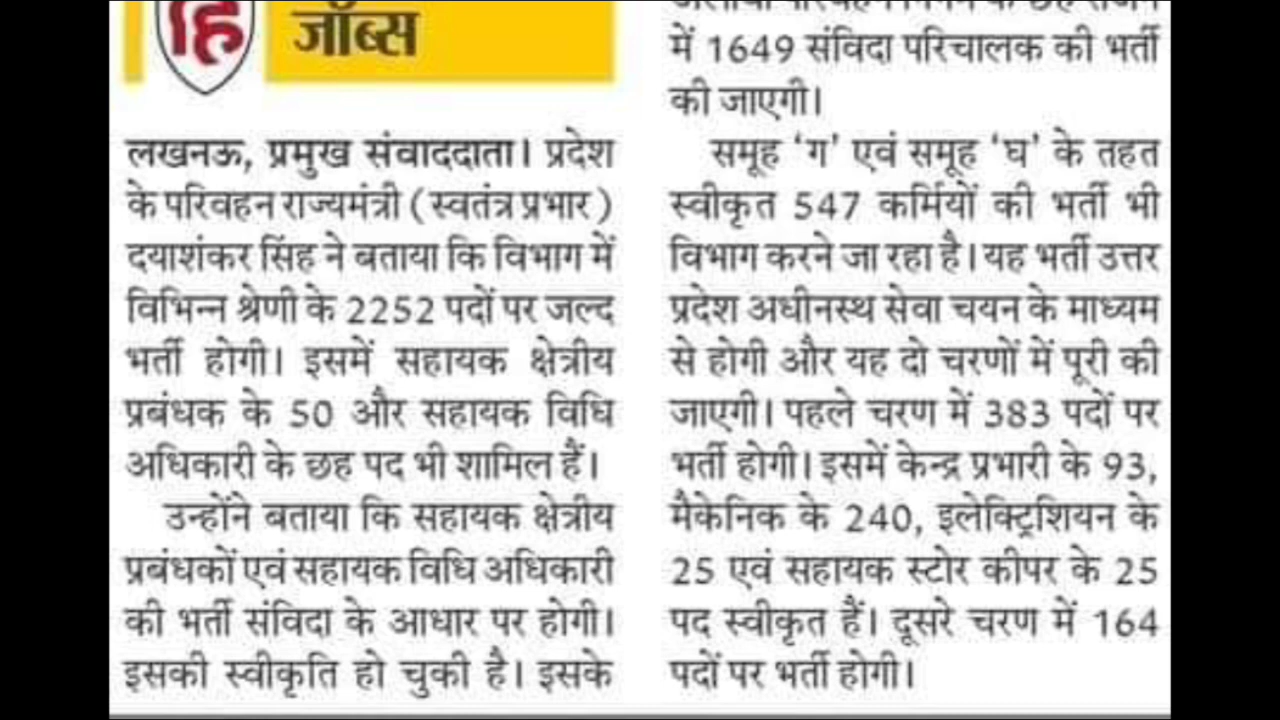 हि
जॉब्स
लखनऊ, प्रमुख संवाददाता। प्रदेश
के परिवहन राज्यमंत्री (स्वतंत्र प्रभार)
दयाशंकर सिंह ने बताया कि विभाग में
विभिन्न श्रेणी के 2252 पदों पर जल्द
भर्ती होगी। इसमें सहायक क्षेत्रीय
प्रबंधक के 50 और सहायक विधि
अधिकारी के छह पद भी शामिल हैं।
उन्होंने बताया कि सहायक क्षेत्रीय
प्रबंधकों एवं सहायक विधि अधिकारी
की भर्ती संविदा के आधार पर होगी।
इसकी स्वीकृति हो चुकी है। इसके
में 1649 संविदा परिचालक की भर्ती
की जाएगी।
समूह ‘ग’ एवं समूह ‘घ’ के तहत
स्वीकृत 547 कर्मियों की भर्ती भी
विभाग करने जा रहा है। यह भर्ती उत्तर
प्रदेश अधीनस्थ सेवा चयन के माध्यम
से होगी और यह दो चरणों में पूरी की
जाएगी। पहले चरण में 383 पदों पर
भर्ती होगी। इसमें केन्द्र प्रभारी के 93,
मैकेनिक के 240, इलेक्ट्रिशियन के
25 एवं सहायक स्टोर कीपर के 25
पद स्वीकृत हैं। दूसरे चरण में 164
पदों पर भर्ती होगी।